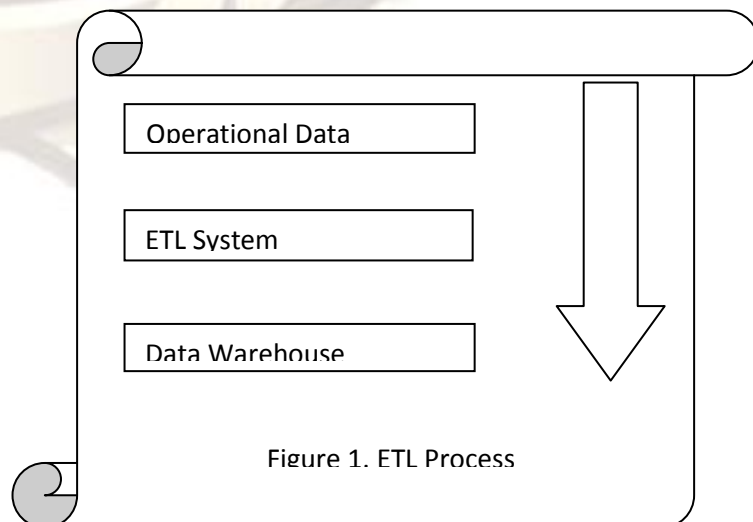 Operational Data
ETL System
Data Warehouse
Figure 1. ETL Process